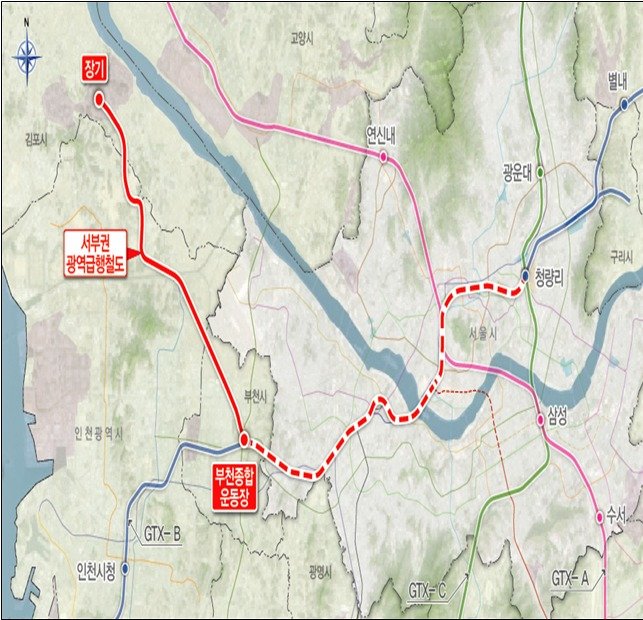 N
고양시
장기
별내
연신내
김포시
광운대
서부권
광역급행철도
구리시
청량리
서울시
부천시
삼성
인천광역시
부천종합
운동장
수서
GTX-B
인천시청
광명시
GTX-C
GTX-A